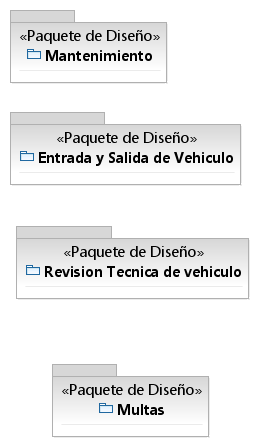 «Paquete de Diseño»
Mantenimiento
«Paquete de Diseño»
Entrada y Salida de Vehiculo
«Paquete de Diseño»
Revision Tecnica de vehiculo
«Paquete de Diseño»
Multas